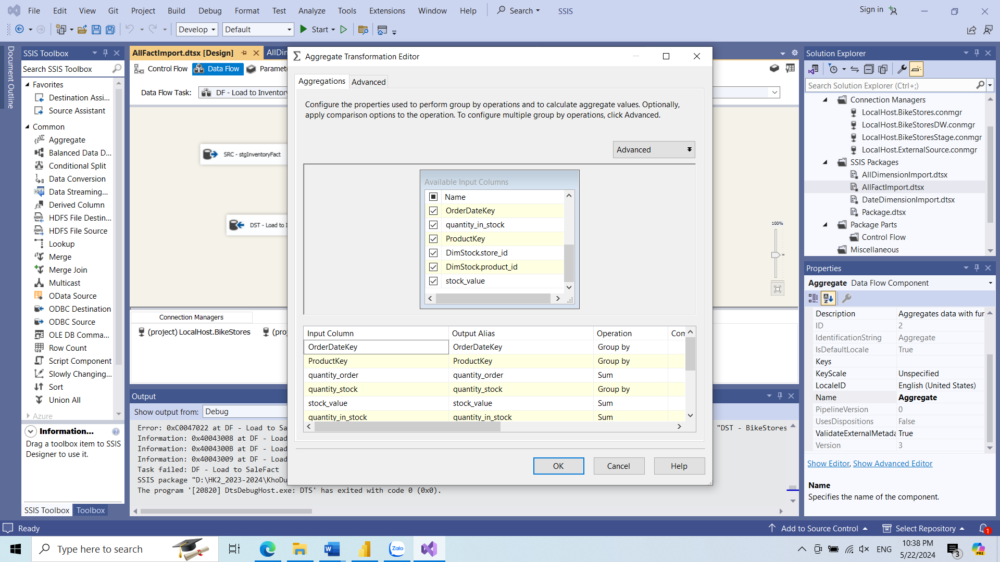 File Edit View Git Project Build Debug Format Test Analyze Tools Extensions Window Help Search SSIS Sign in
Develop Default Start
Document Outline
SSIS Toolbox
Search SSIS Toolbox
Favorites
Destination Assi...
Source Assistant
Common
Aggregate
Balanced Data D...
Conditional Split
Data Conversion
Data Streaming...
Derived Column
HDFS File Destin...
HDFS File Source
Lookup
Merge
Merge Join
Multicast
OData Source
ODBC Destination
ODBC Source
OLE DB Comma...
Row Count
Script Component
Slowly Changing...
Sort
Union All
Azure
Information...
Drag a toolbox item to SSIS
Designer to use it.
SSIS Toolbox Toolbox
AllFactImport.dtsx [Design] AllDi
Control Flow Data Flow Paramet
Data Flow Task: DF - Load to Inventory
SRC - stgInventoryFact
DST - Load to I
100%
Connection Managers
(project) LocalHost.BikeStores (pro
Output
Show output from: Debug
Error: 0xC0047022 at DF - Load to Sa "DST - BikeStores
Information: 0x40043008 at DF - Load
Information: 0x4004300B at DF - Load
Information: 0x40043009 at DF - Load
Task failed: DF - Load to SaleFact
SSIS package "D:\HK2_2023-2024\KhoDu
The program '[20820] DtsDebugHost.exe: DTS' has exited with code 0 (0x0).
Aggregate Transformation Editor
Aggregations Advanced
Configure the properties used to perform group by operations and to calculate aggregate values. Optionally,
apply comparison options to the operation. To configure multiple group by operations, click Advanced.
Advanced
Available Input Columns
Name
OrderDateKey
quantity_in_stock
ProductKey
DimStock.store_id
DimStock.product_id
stock_value
Input Column Output Alias Operation Com
OrderDateKey OrderDateKey Group by
ProductKey ProductKey Group by
quantity_order quantity_order Sum
quantity_stock quantity_stock Group by
stock_value stock_value Sum
quantity_in_stock quantity_in_stock Sum
OK Cancel Help
Solution Explorer
Search Solution Explorer (Ctrl+;)
Connection Managers
LocalHost.BikeStores.conmgr
LocalHost.BikeStoresDW.conmgr
LocalHost.BikeStoresStage.conmgr
LocalHost.ExternalSource.conmgr
SSIS Packages
AllDimensionImport.dtsx
AllFactImport.dtsx
DateDimensionImport.dtsx
Package.dtsx
Package Parts
Control Flow
Miscellaneous
Properties
Aggregate Data Flow Component
Description Aggregates data with fun
ID 2
IdentificationString Aggregate
IsDefaultLocale True
Keys
KeyScale Unspecified
LocaleID English (United States)
Name Aggregate
PipelineVersion 0
UsesDispositions False
ValidateExternalMetada True
Version 3
Show Editor, Show Advanced Editor
Name
Specifies the name of the component.
Ready Add to Source Control Select Repository 1
Type here to search Zalo ENG 10:38 PM 3 PRE
5/22/2024